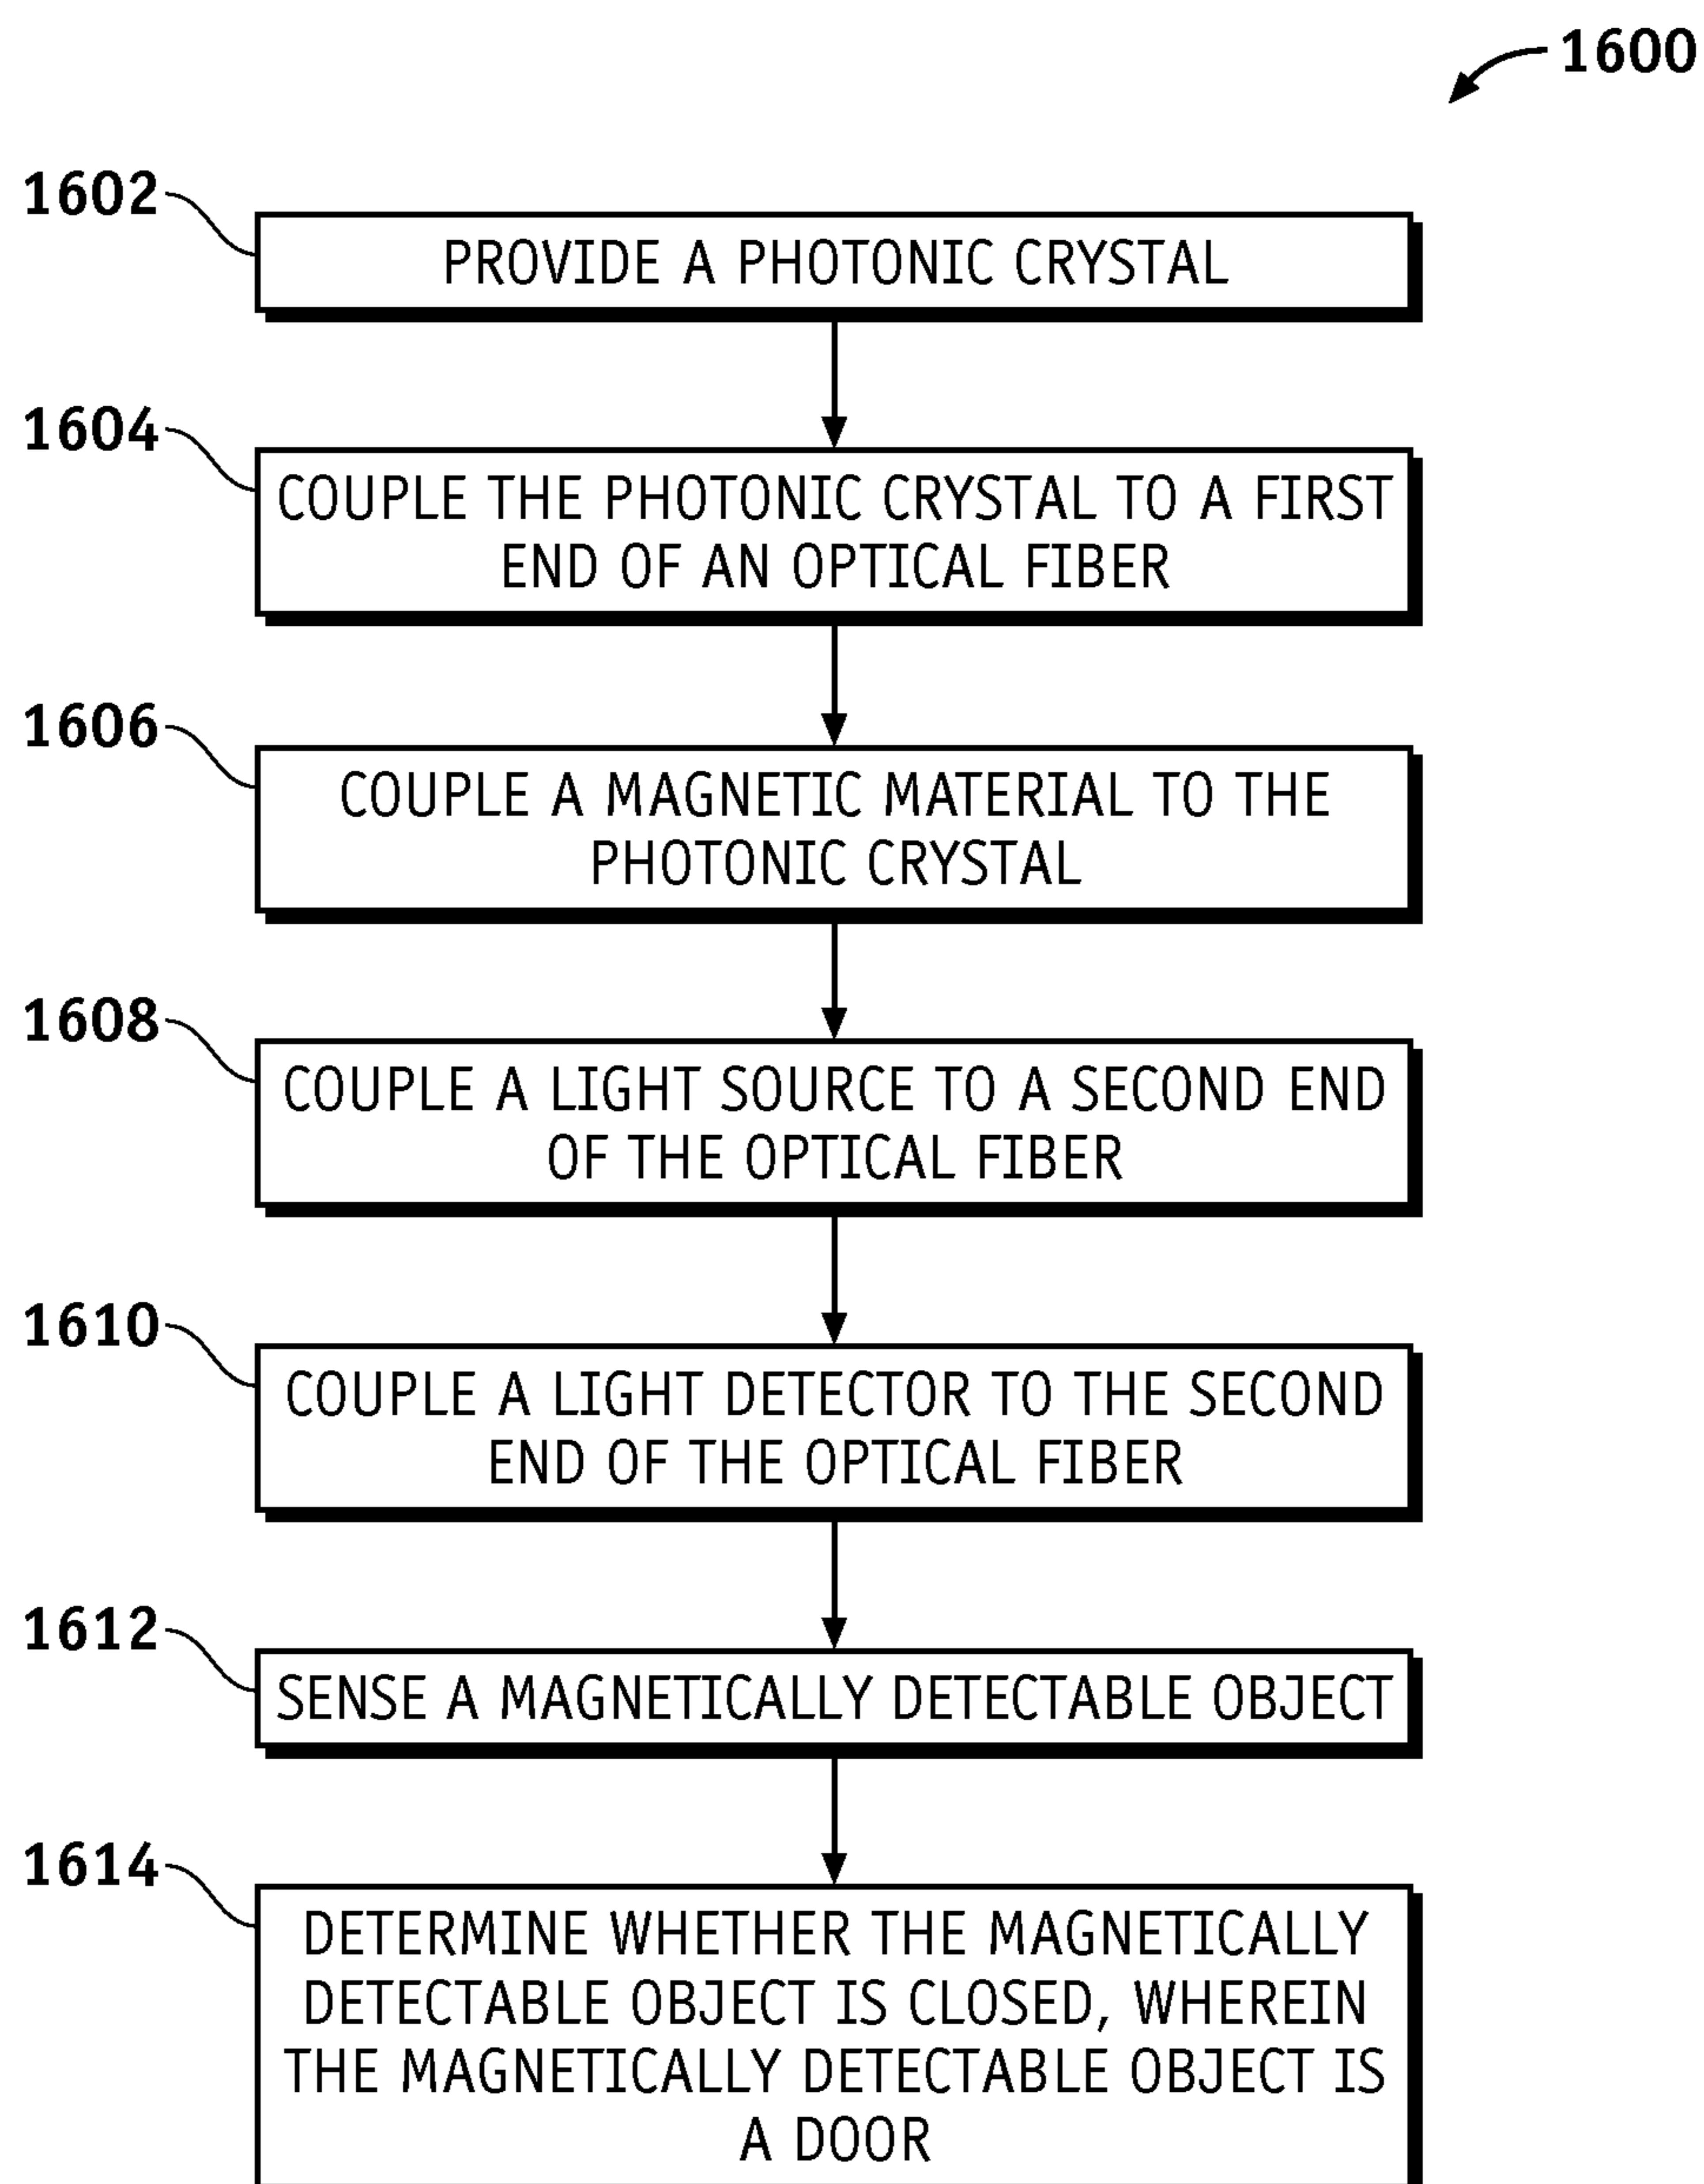 1600
1602
PROVIDE A PHOTONIC CRYSTAL
1604
COUPLE THE PHOTONIC CRYSTAL TO A FIRST
END OF AN OPTICAL FIBER
1606
COUPLE A MAGNETIC MATERIAL TO THE
PHOTONIC CRYSTAL
1608
COUPLE A LIGHT SOURCE TO A SECOND END
OF THE OPTICAL FIBER
1610
COUPLE A LIGHT DETECTOR TO THE SECOND
END OF THE OPTICAL FIBER
1612
SENSE A MAGNETICALLY DETECTABLE OBJECT
1614
DETERMINE WHETHER THE MAGNETICALLY
DETECTABLE OBJECT IS CLOSED, WHEREIN
THE MAGNETICALLY DETECTABLE OBJECT IS
A DOOR